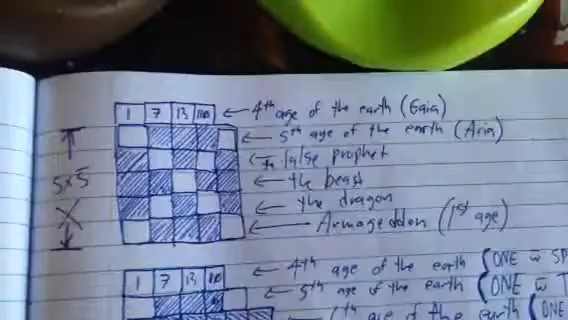 1 7 13 ← 4th age of the earth (Gaia)
← 5th age of the earth (Aria)
← false prophet
5x5 ← the beast
← the dragon
← Armageddon (1st age)
1 7 13 ← 4th age of the earth { ONE w SP
← 5th age of the earth { ONE w T
age of the earth { ONE